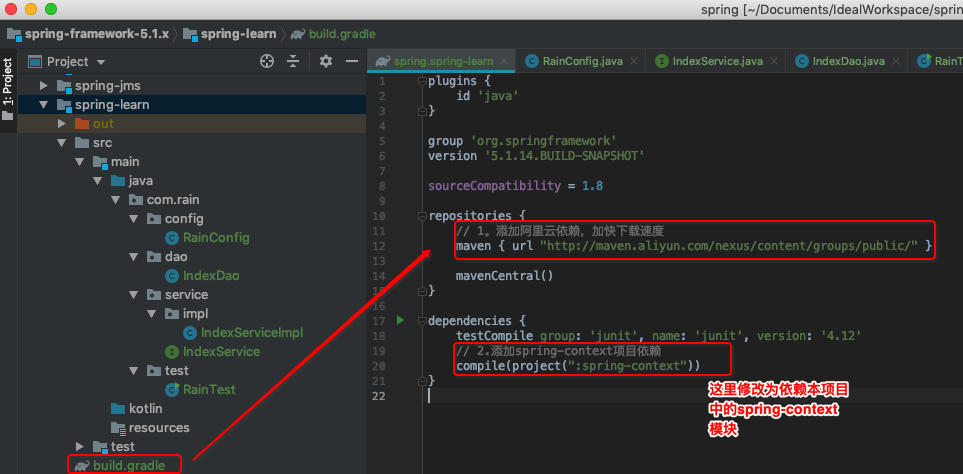 spring [~/Documents/IdealWorkspace/sprin
spring-framework-5.1.x
spring-learn
build.gradle
1: Project
Project
spring.spring-learn
RainConfig.java
IndexService.java
IndexDao.java
RainT
spring-jms
spring-learn
out
src
main
java
com.rain
config
RainConfig
dao
IndexDao
service
impl
IndexServiceImpl
IndexService
test
RainTest
kotlin
resources
test
build.gradle
1 plugins {
2 id 'java'
3 }
4
5 group 'org.springframework'
6 version '5.1.14.BUILD-SNAPSHOT'
7
8 sourceCompatibility = 1.8
9
10 repositories {
11 // 1。添加阿里云依赖，加快下载速度
12 maven { url "http://maven.aliyun.com/nexus/content/groups/public/" }
13
14 mavenCentral()
15 }
16
17 dependencies {
18 testCompile group: 'junit', name: 'junit', version: '4.12'
19 // 2.添加spring-context项目依赖
20 compile(project(":spring-context"))
21 }
22
这里修改为依赖本项目
中的spring-context
模块